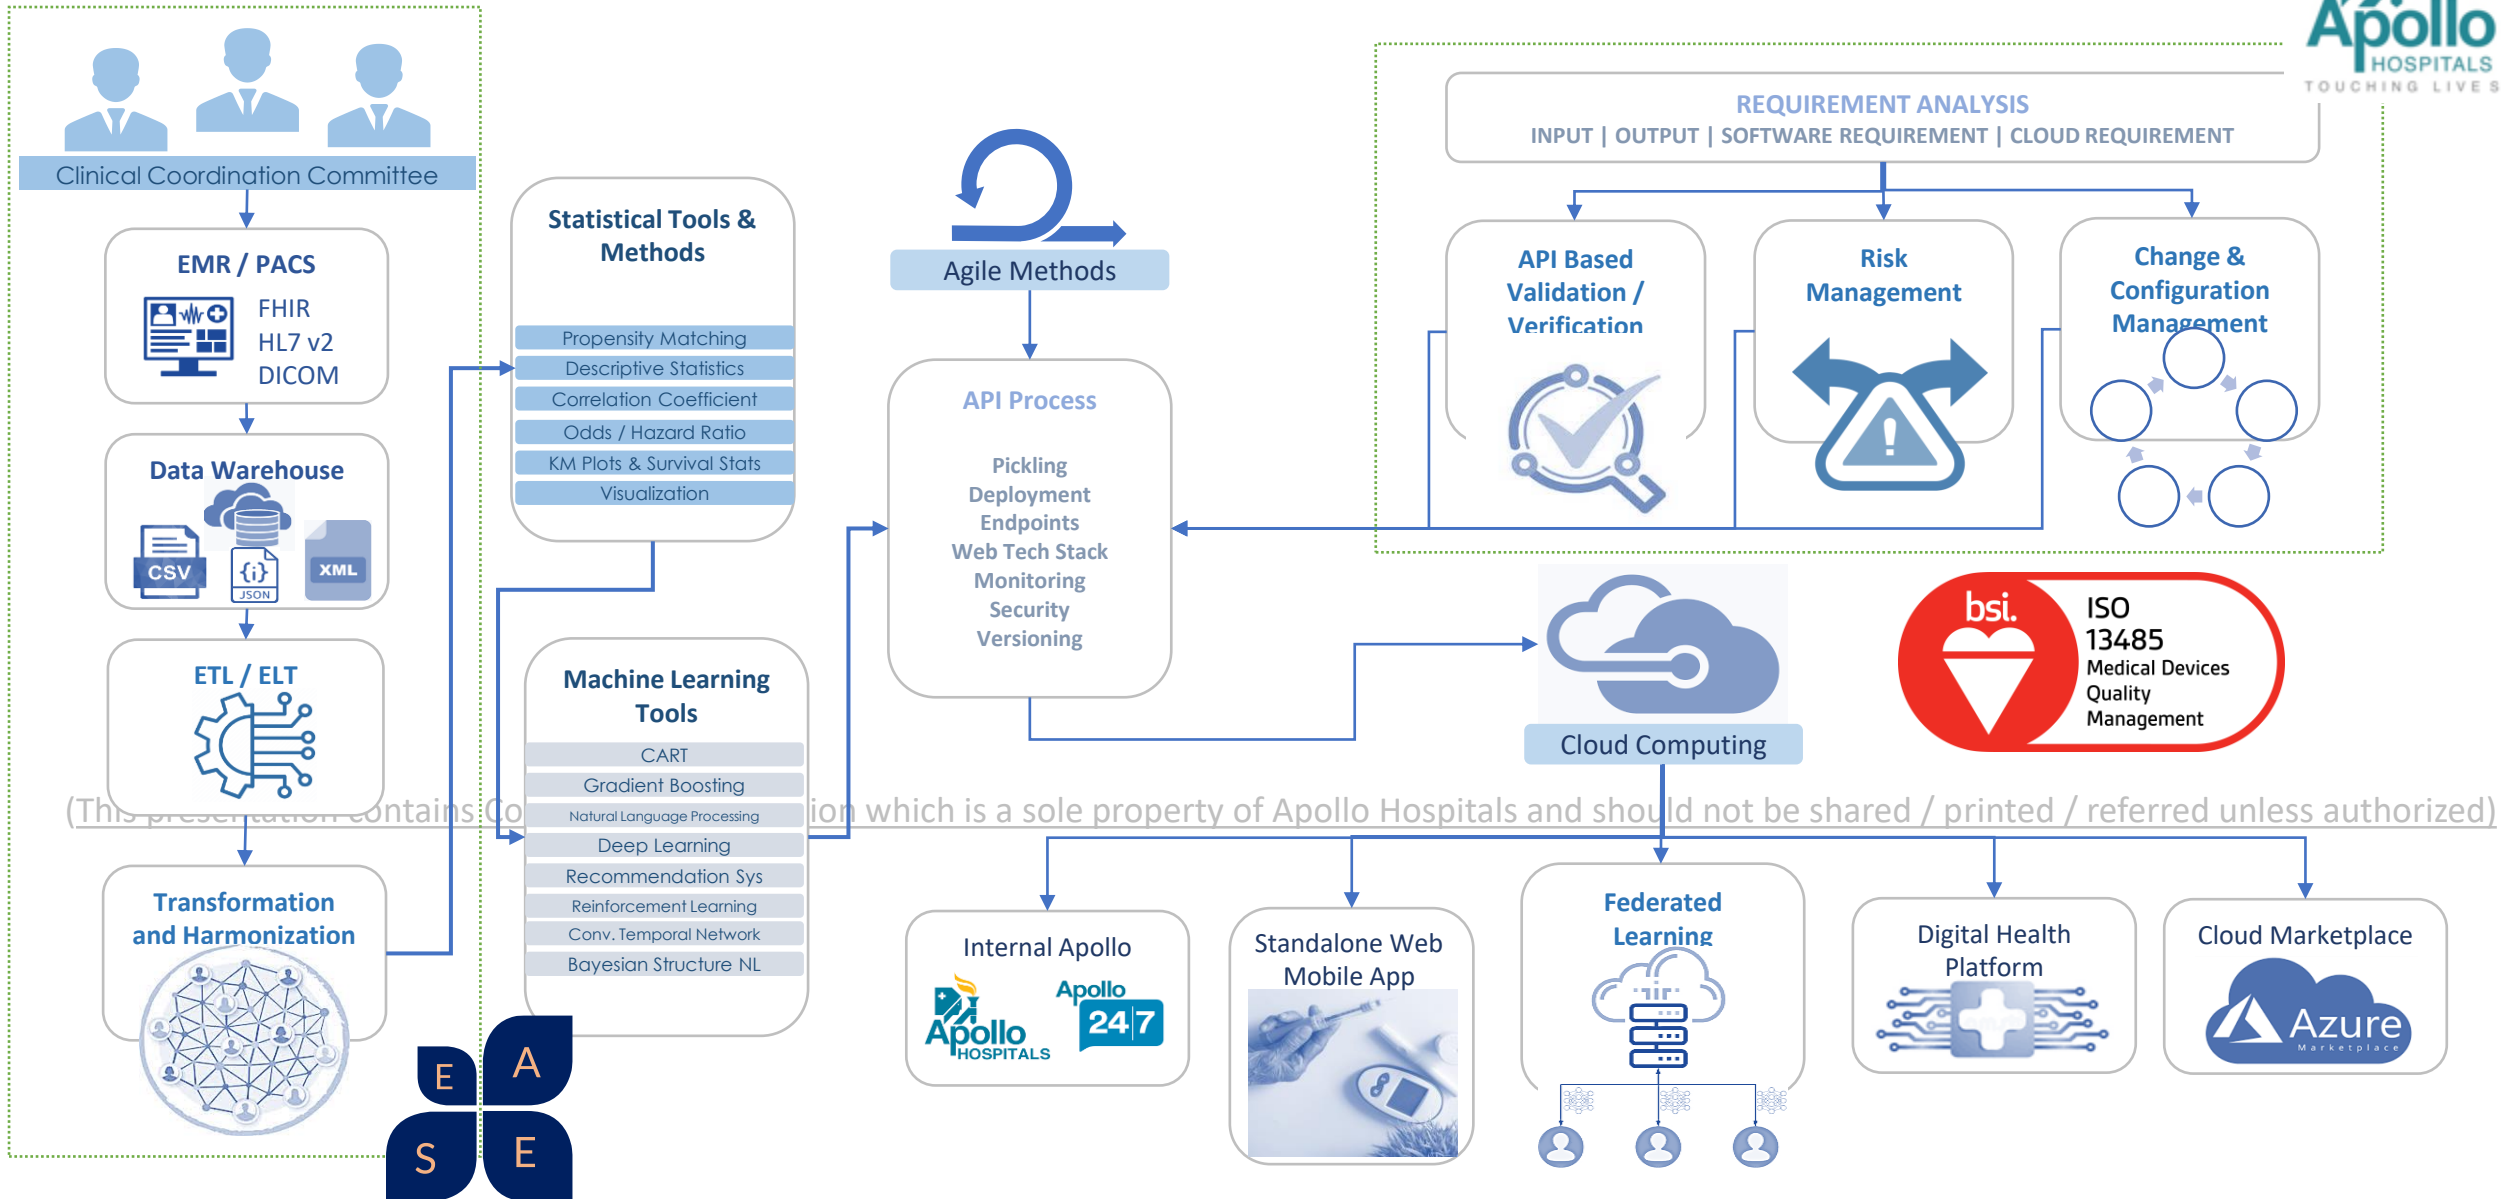 Clinical Coordination Committee
EMR / PACS
FHIR
HL7 v2
DICOM
Data Warehouse
CSV
{i}
JSON
XML
ETL / ELT
Transformation
and Harmonization
Statistical Tools &
Methods
Propensity Matching
Descriptive Statistics
Correlation Coefficient
Odds / Hazard Ratio
KM Plots & Survival Stats
Visualization
Machine Learning
Tools
CART
Gradient Boosting
Natural Language Processing
Deep Learning
Recommendation Sys
Reinforcement Learning
Conv. Temporal Network
Bayesian Structure NL
E A
S E
Agile Methods
API Process
Pickling
Deployment
Endpoints
Web Tech Stack
Monitoring
Security
Versioning
Apollo
HOSPITALS
TOUCHING LIVES
REQUIREMENT ANALYSIS
INPUT | OUTPUT | SOFTWARE REQUIREMENT | CLOUD REQUIREMENT
API Based
Validation /
Verification
Risk
Management
Change &
Configuration
Management
Cloud Computing
bsi.
ISO
13485
Medical Devices
Quality
Management
(This presentation contains which is a sole property of Apollo Hospitals and should not be shared / printed / referred unless authorized)
Internal Apollo
Apollo
HOSPITALS
Apollo
24|7
Standalone Web
Mobile App
Federated
Learning
Digital Health
Platform
Cloud Marketplace
Azure
Marketplace